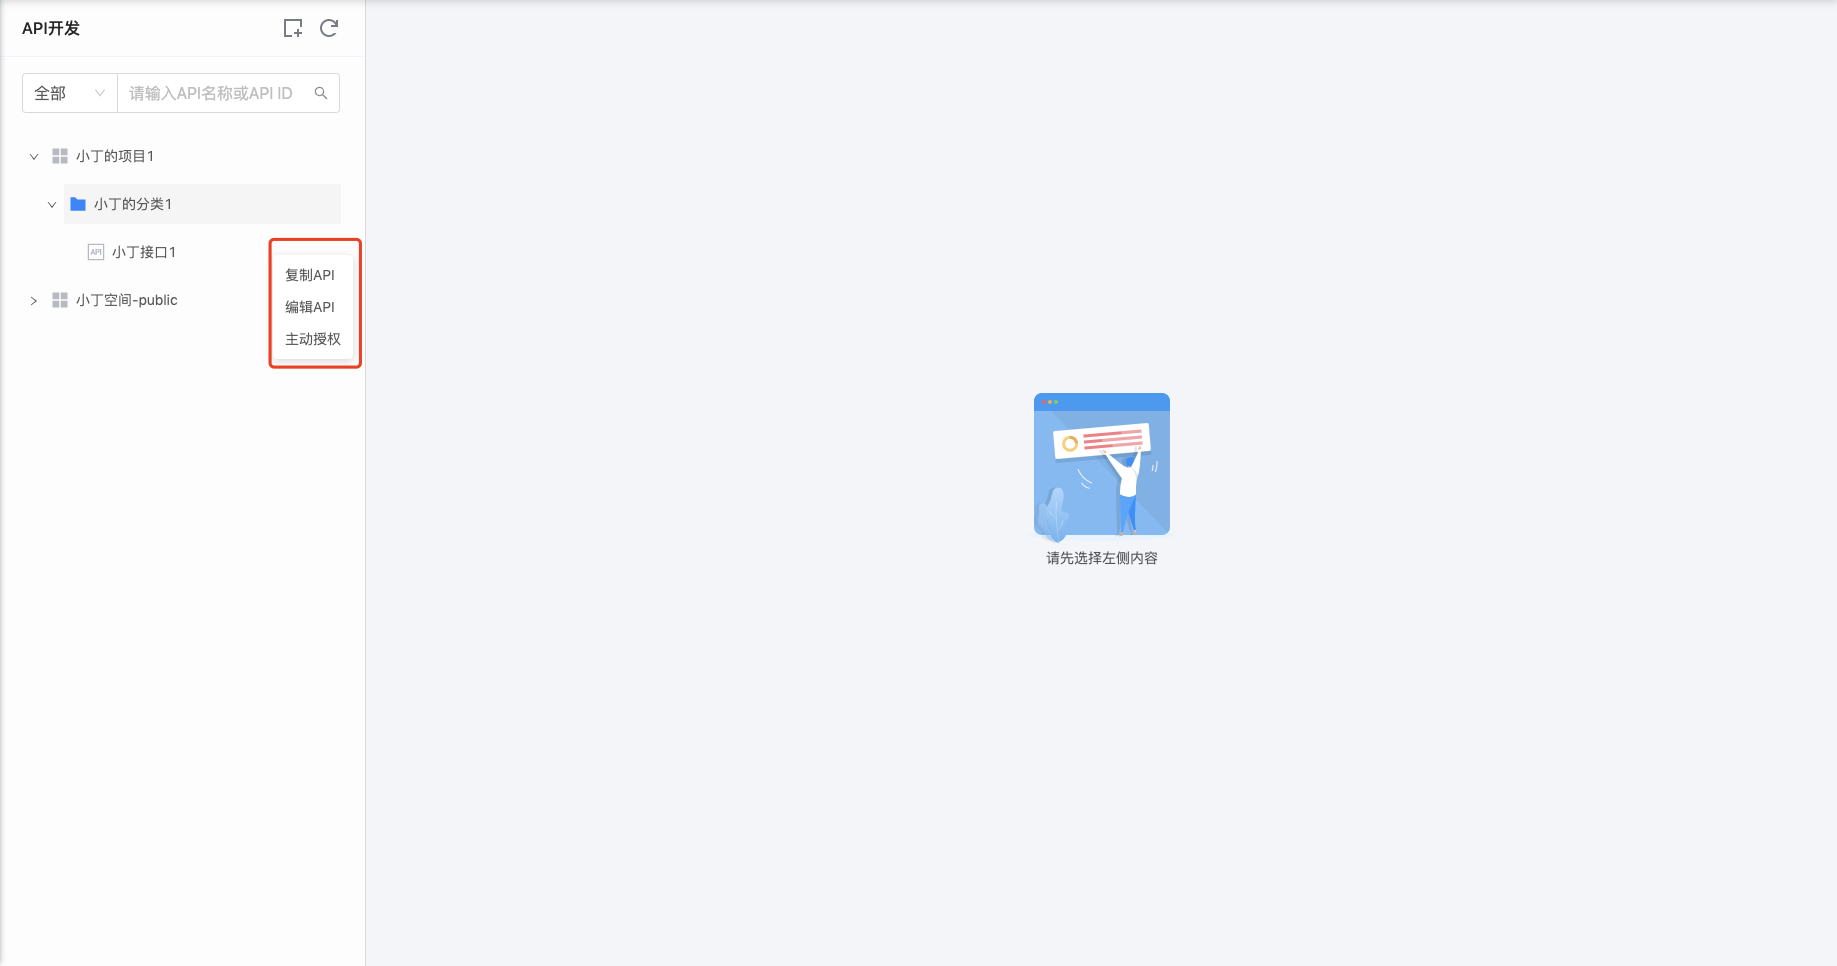 API开发
全部
请输入API名称或API ID
小丁的项目1
小丁的分类1
API
小丁接口1
小丁空间-public
复制API
编辑API
主动授权
请先选择左侧内容